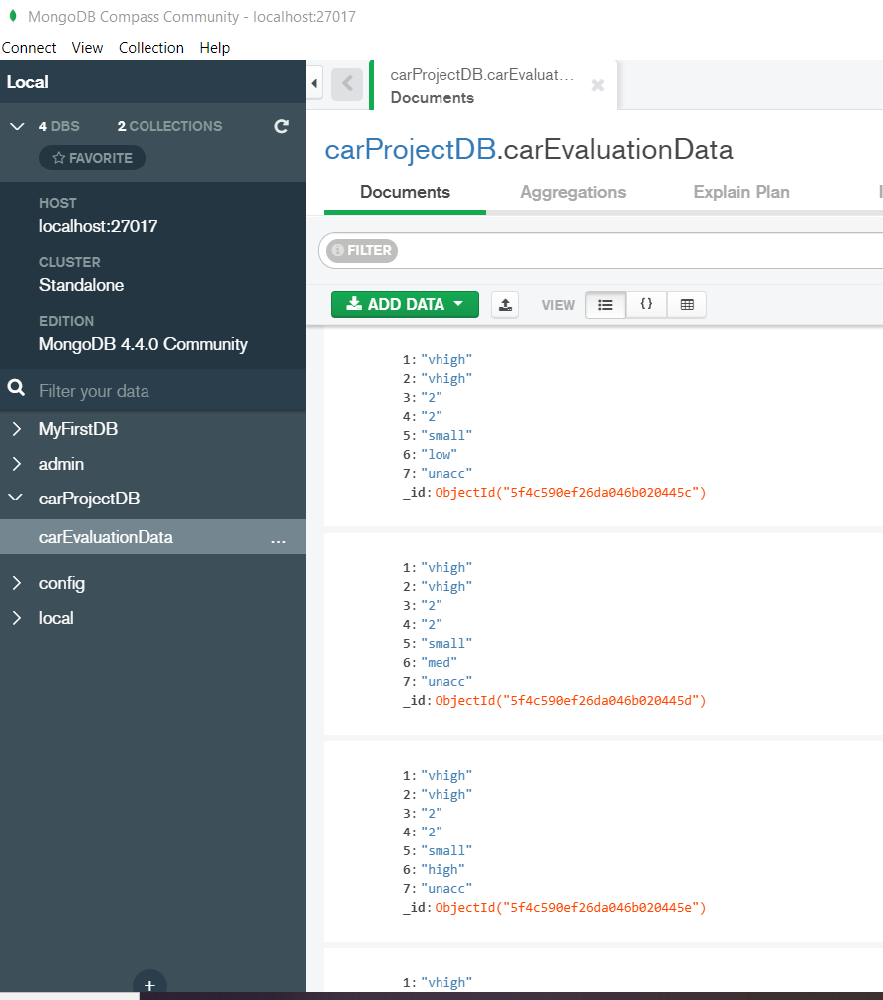 MongoDB Compass Community - localhost:27017
Connect View Collection Help
Local
4 DBS 2 COLLECTIONS
FAVORITE
HOST
localhost:27017
CLUSTER
Standalone
EDITION
MongoDB 4.4.0 Community
Filter your data
MyFirstDB
admin
carProjectDB
carEvaluationData ...
config
local
+
carProjectDB.carEvaluat...
Documents
carProjectDB.carEvaluationData
Documents Aggregations Explain Plan
FILTER
ADD DATA VIEW { }
1: "vhigh"
2: "vhigh"
3: "2"
4: "2"
5: "small"
6: "low"
7: "unacc"
_id: ObjectId("5f4c590ef26da046b020445c")
1: "vhigh"
2: "vhigh"
3: "2"
4: "2"
5: "small"
6: "med"
7: "unacc"
_id: ObjectId("5f4c590ef26da046b020445d")
1: "vhigh"
2: "vhigh"
3: "2"
4: "2"
5: "small"
6: "high"
7: "unacc"
_id: ObjectId("5f4c590ef26da046b020445e")
1: "vhigh"